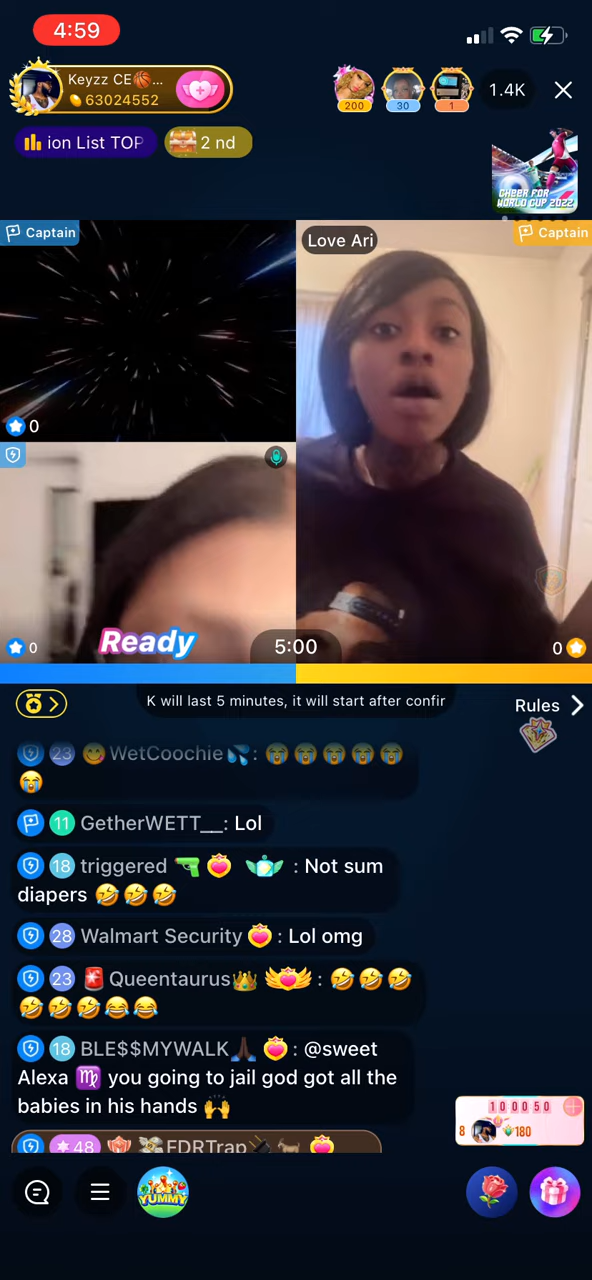 4:59
Keyzz CE🏀...
63024552
200
30
1
1.4K
ion List TOP
2 nd
CHEER FOR
WORLD CUP 2022
Captain
Love Ari
Captain
0
0
Ready
5:00
0
K will last 5 minutes, it will start after confir
Rules
23 😋 WetCoochie💦: 😭😭😭😭😭
😭
11 GetherWETT__: Lol
18 triggered 🔫 : Not sum
diapers 🤣🤣🤣
28 Walmart Security : Lol omg
23 🚨Queentaurus👑 : 🤣🤣🤣
🤣🤣🤣😂😂
18 BLE$$MYWALK🙏🏿 : @sweet
Alexa ♍ you going to jail god got all the
babies in his hands 🙌
48 💸FDRTrap🔌 🐐
10 00 50
8
180
YUMMY